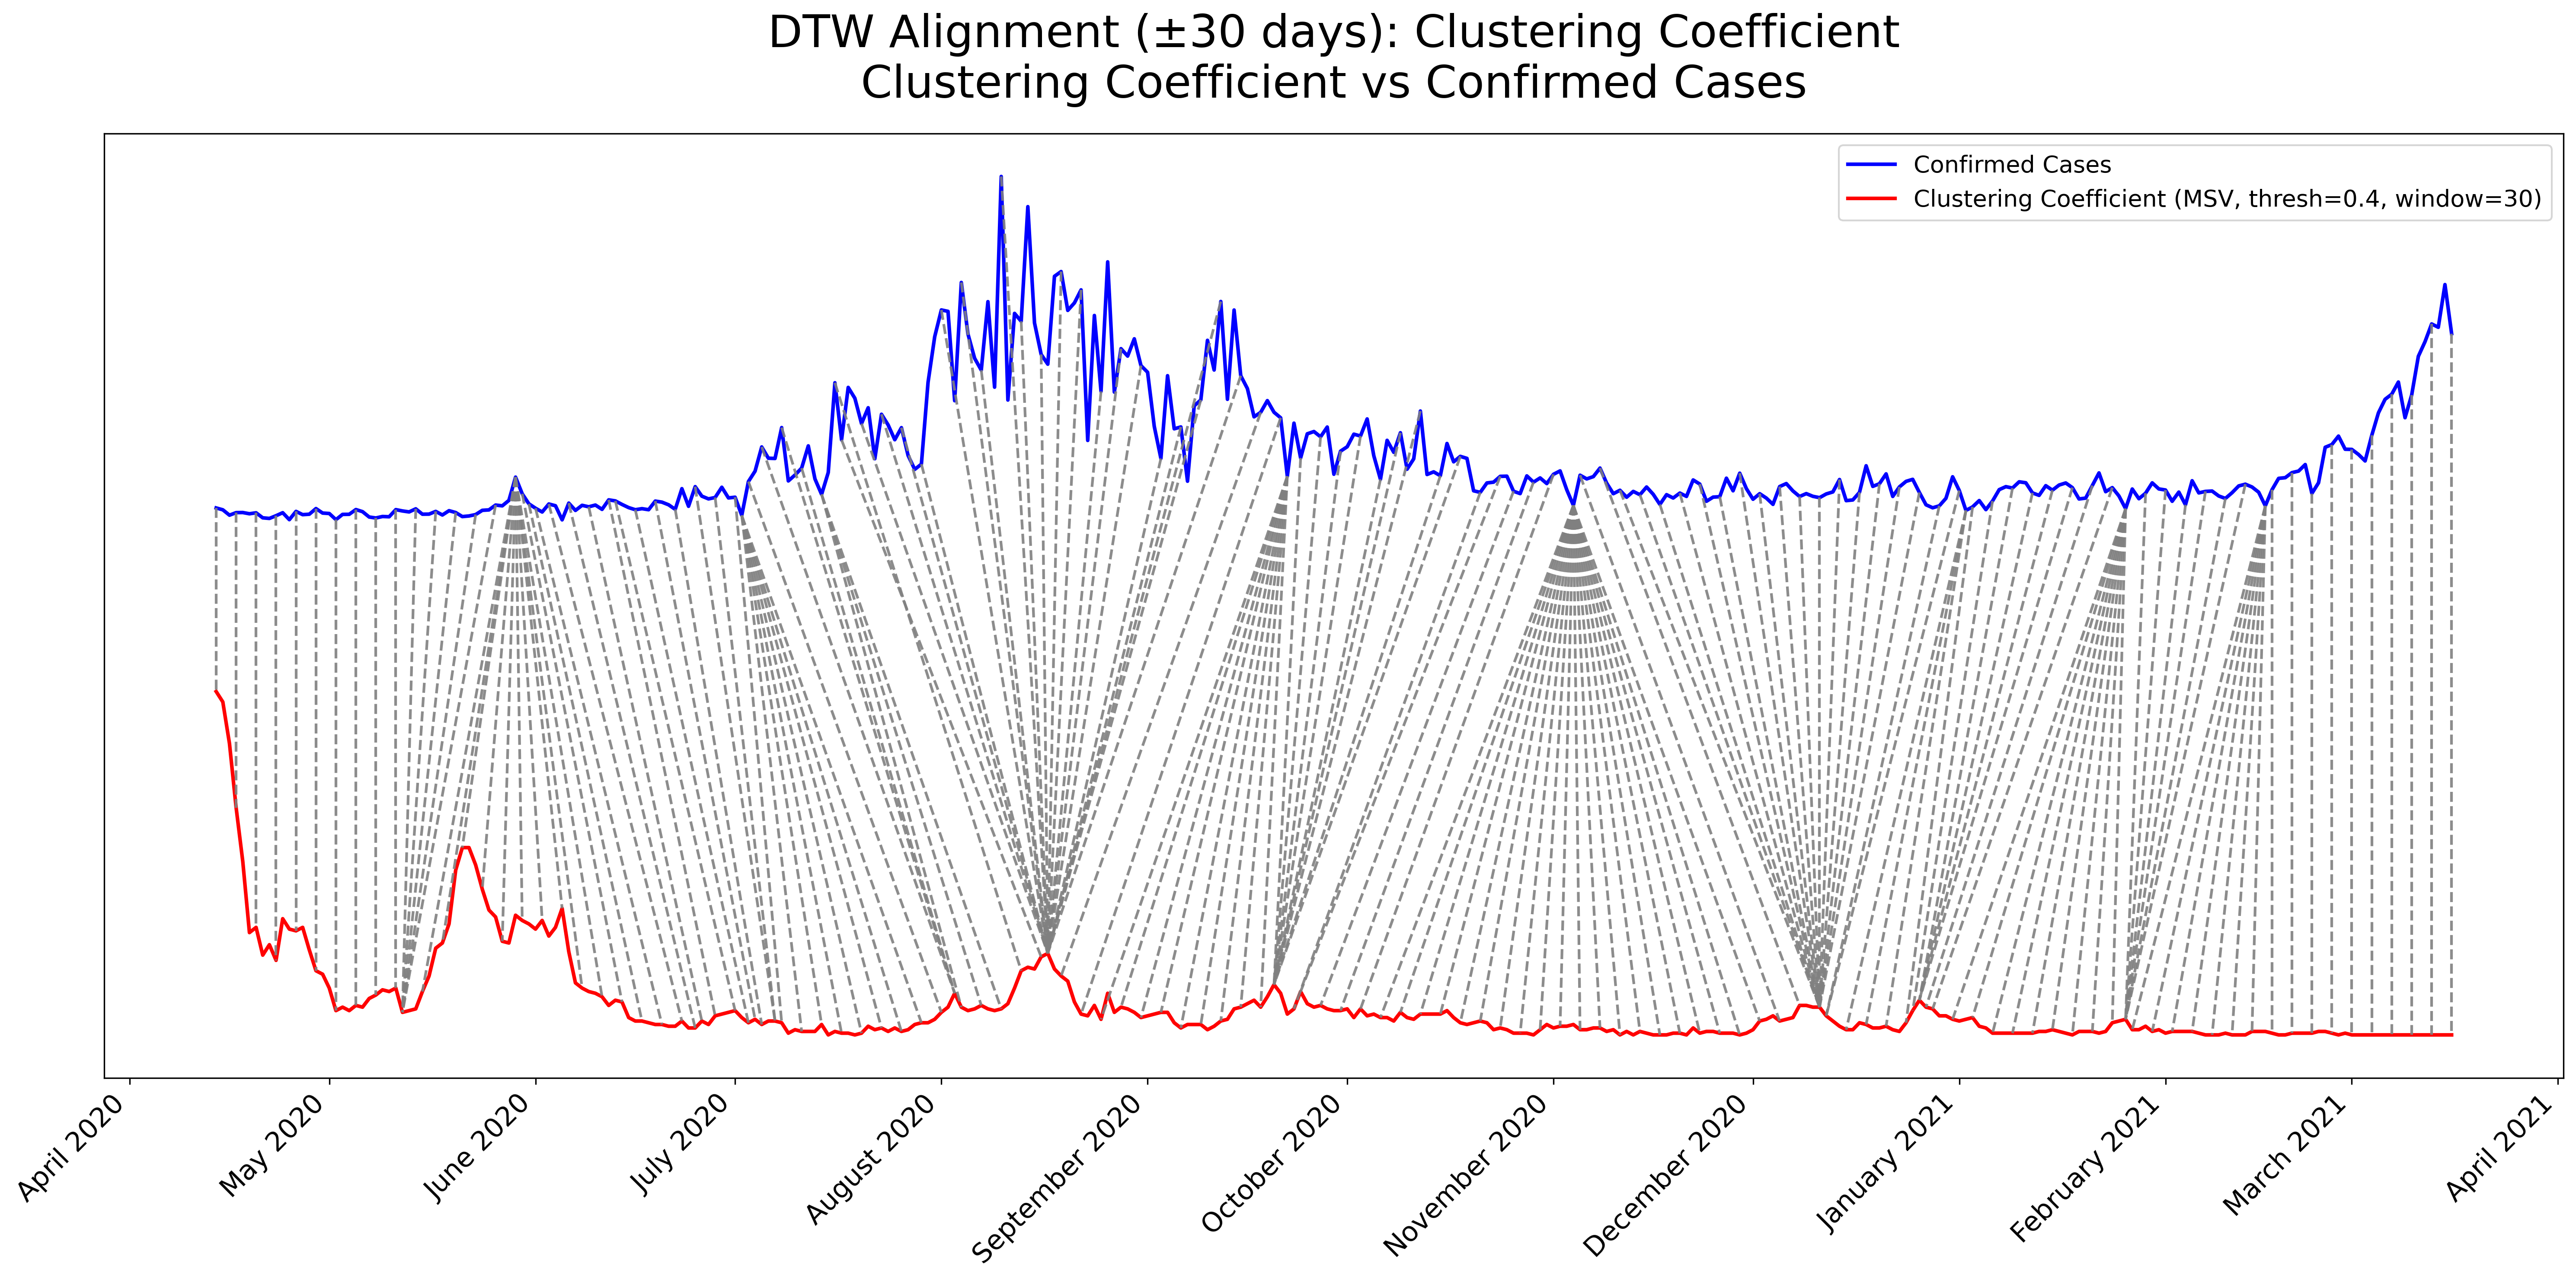 DTW Alignment (±30 days): Clustering Coefficient
Clustering Coefficient vs Confirmed Cases
Confirmed Cases
Clustering Coefficient (MSV, thresh=0.4, window=30)
April 2020
May 2020
June 2020
July 2020
August 2020
September 2020
October 2020
November 2020
December 2020
January 2021
February 2021
March 2021
April 2021